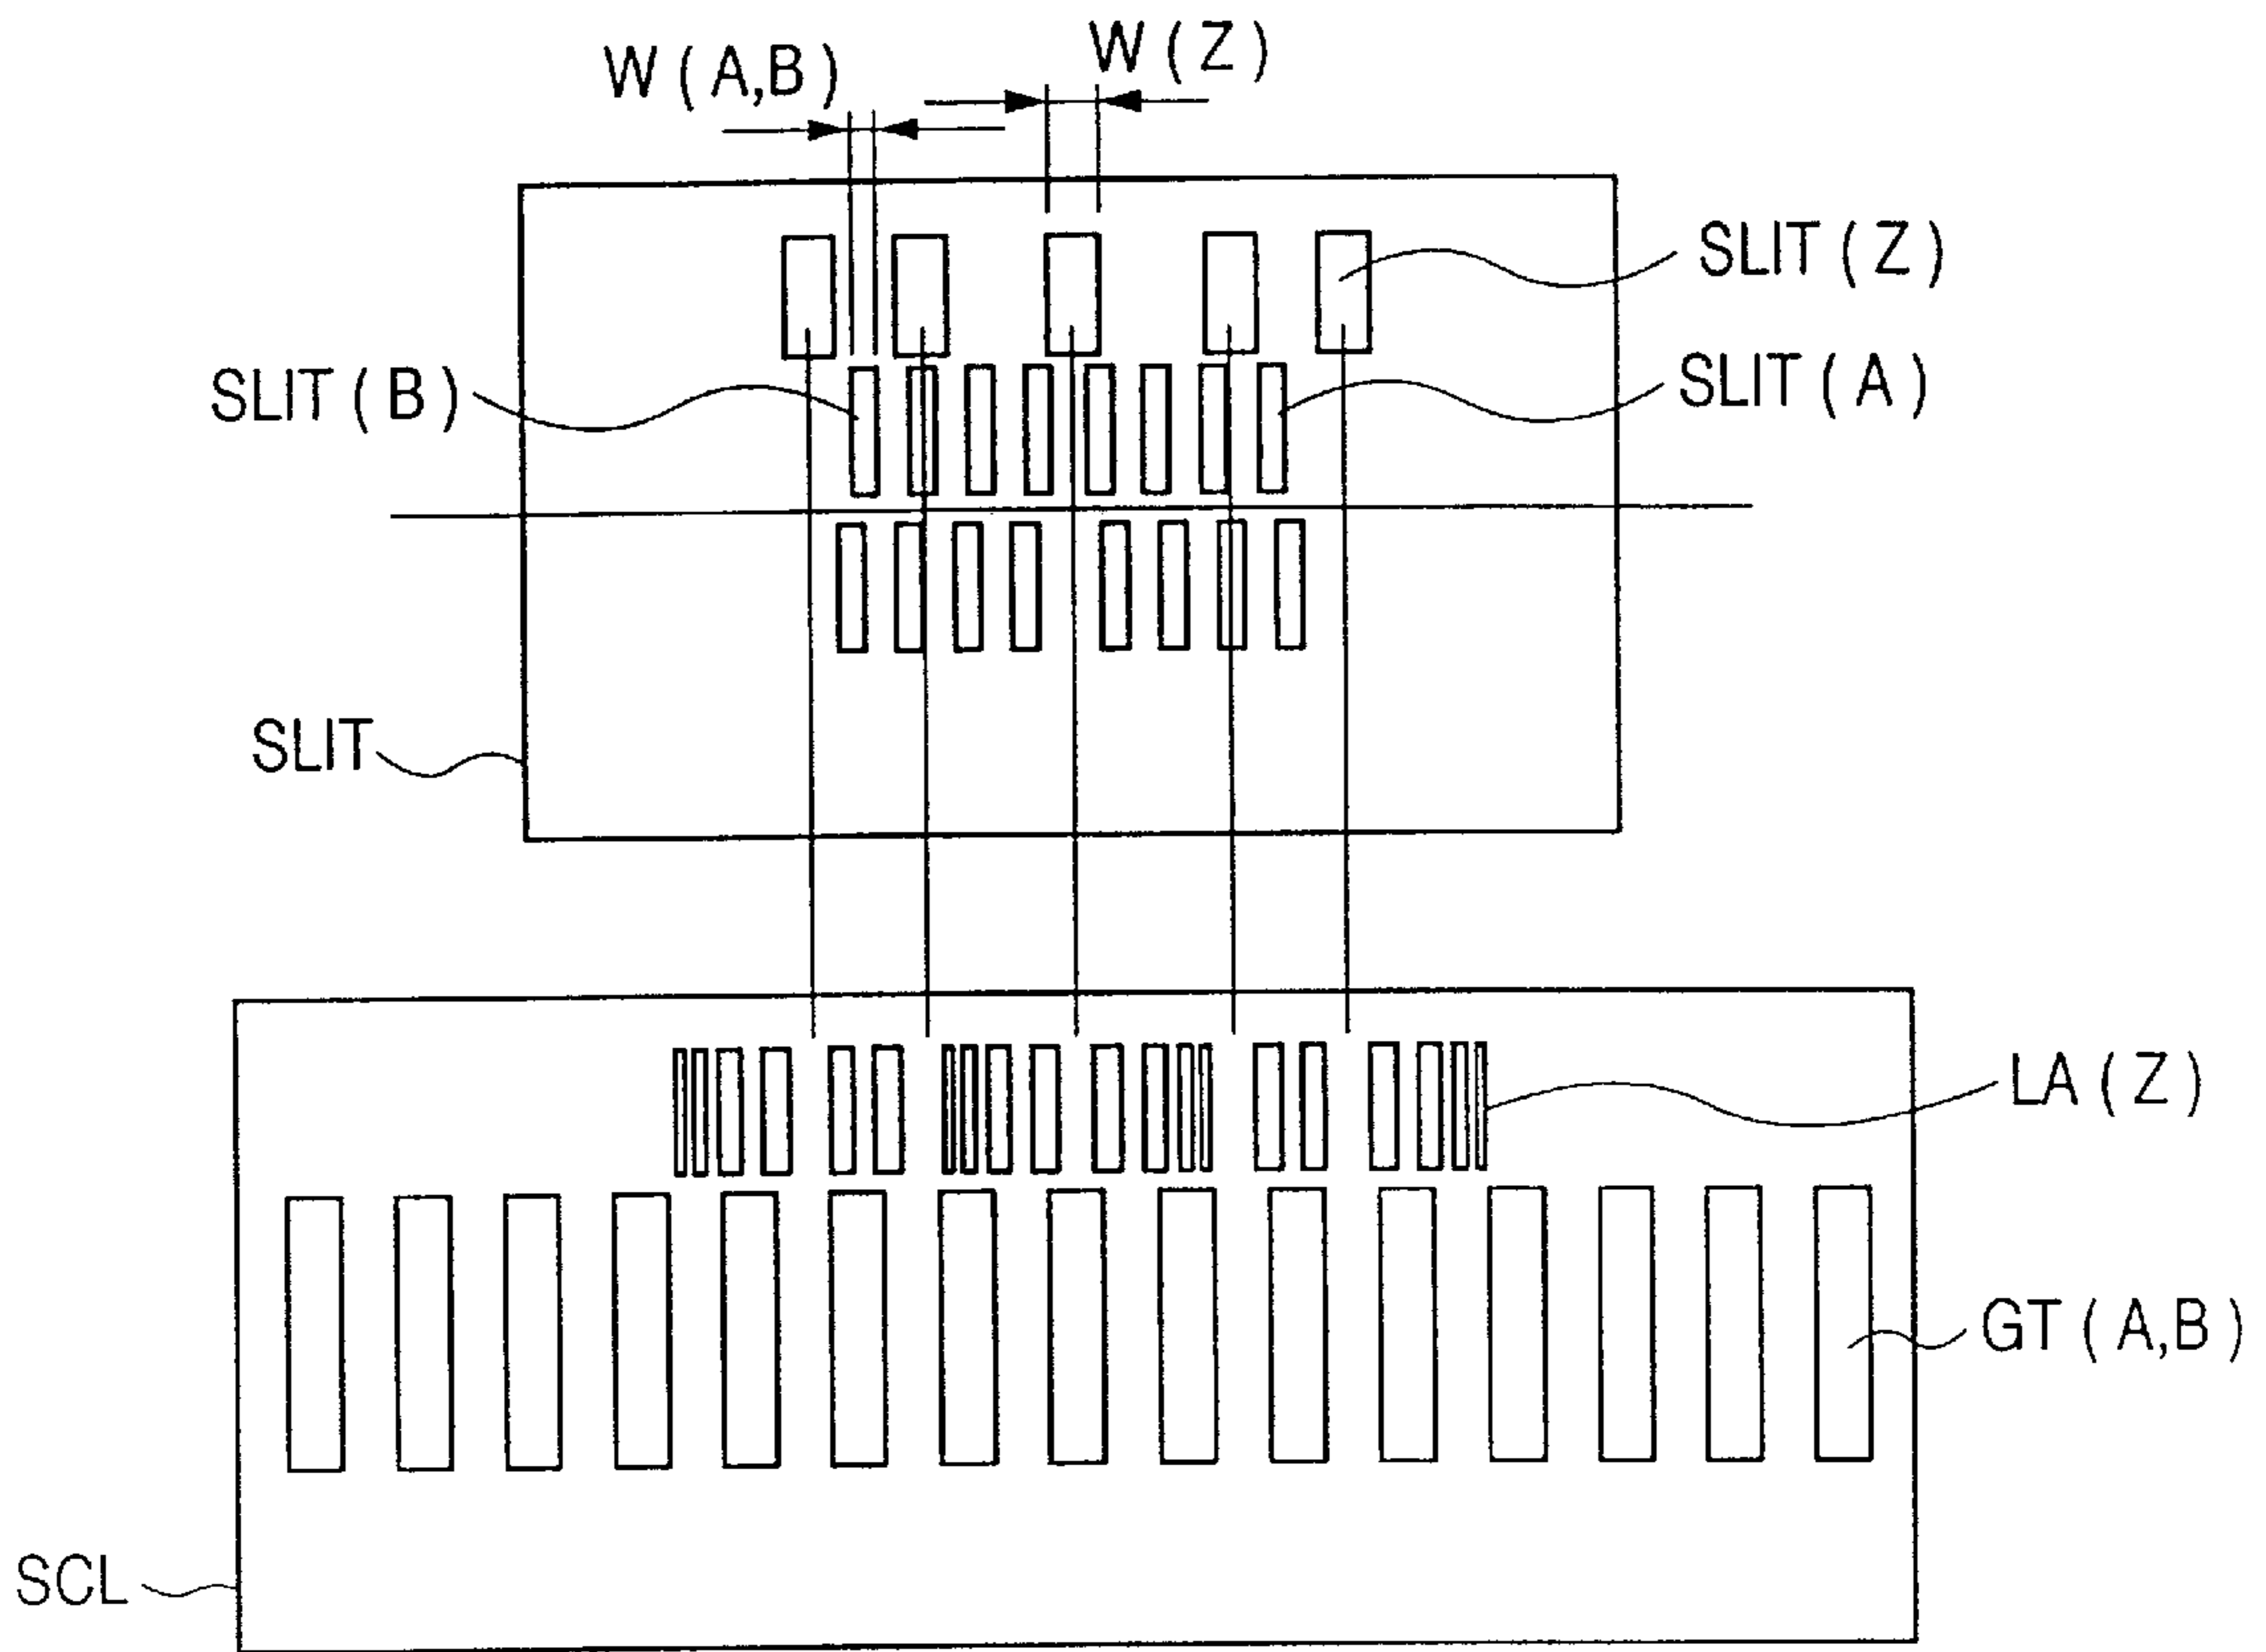 W(A,B)
W(Z)
SLIT(Z)
SLIT(B)
SLIT(A)
SLIT
LA(Z)
GT(A,B)
SCL